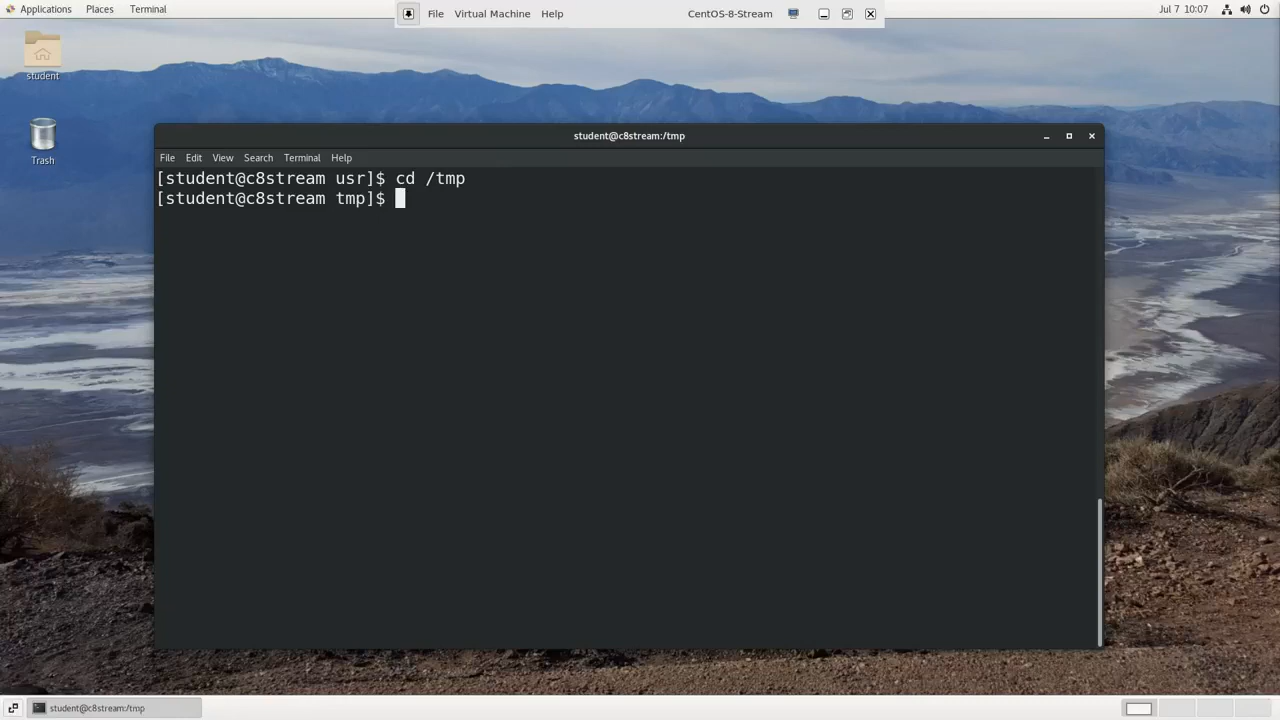 Applications Places Terminal
File Virtual Machine Help CentOS-8-Stream
Jul 7 10:07
student
Trash
student@c8stream:/tmp
File Edit View Search Terminal Help
[student@c8stream usr]$ cd /tmp
[student@c8stream tmp]$
student@c8stream:/tmp